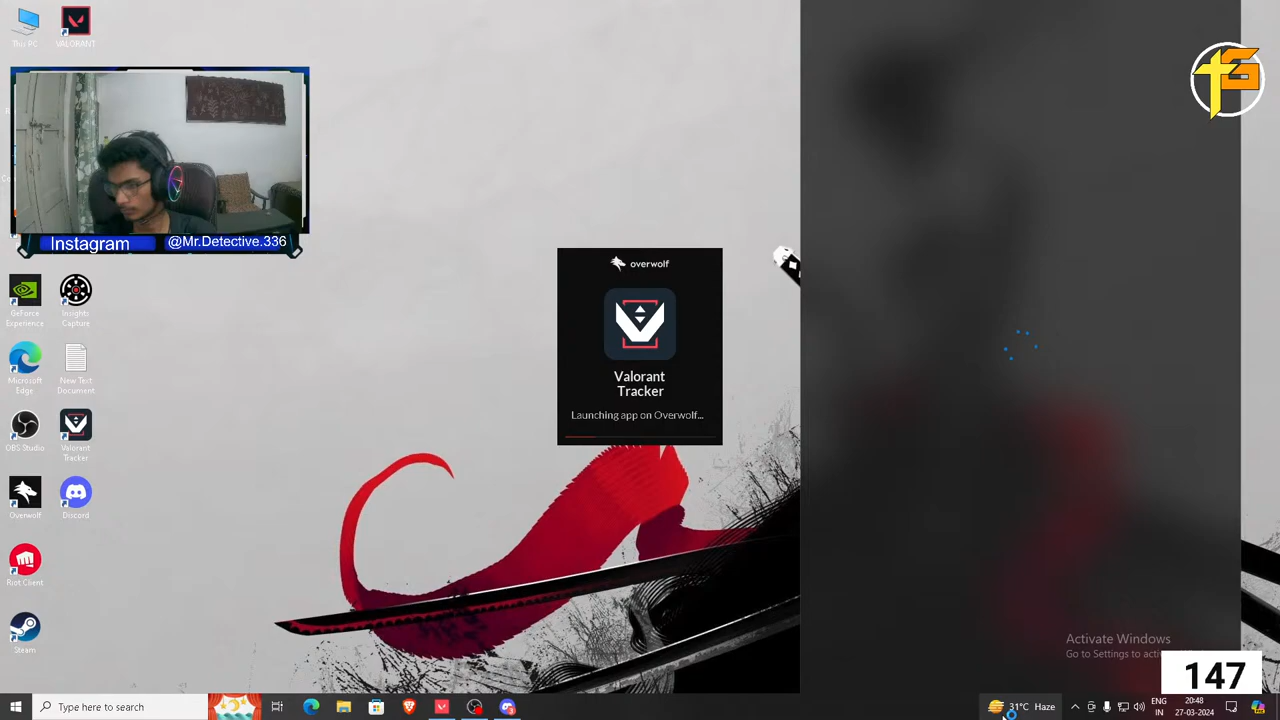 This PC
VALORANT
Instagram
@Mr.Detective.336
GeForce
Experience
Insights
Capture
Microsoft
Edge
New Text
Document
OBS Studio
Valorant
Tracker
Overwolf
Discord
Riot Client
Steam
overwolf
Valorant
Tracker
Launching app on Overwolf...
Activate Windows
Go to Settings to
147
Type here to search
31°C Haze
ENG
IN
20:48
27-03-2024